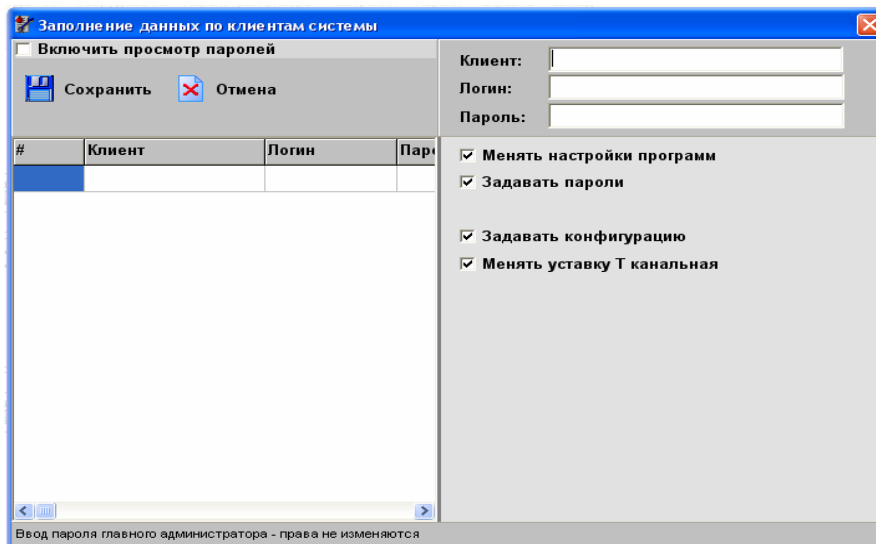 Заполнение данных по клиентам системы
Включить просмотр паролей
Сохранить Отмена
Клиент:
Логин:
Пароль:
# Клиент Логин Пар
Менять настройки программ
Задавать пароли
Задавать конфигурацию
Менять уставку Т канальная
Ввод пароля главного администратора - права не изменяются